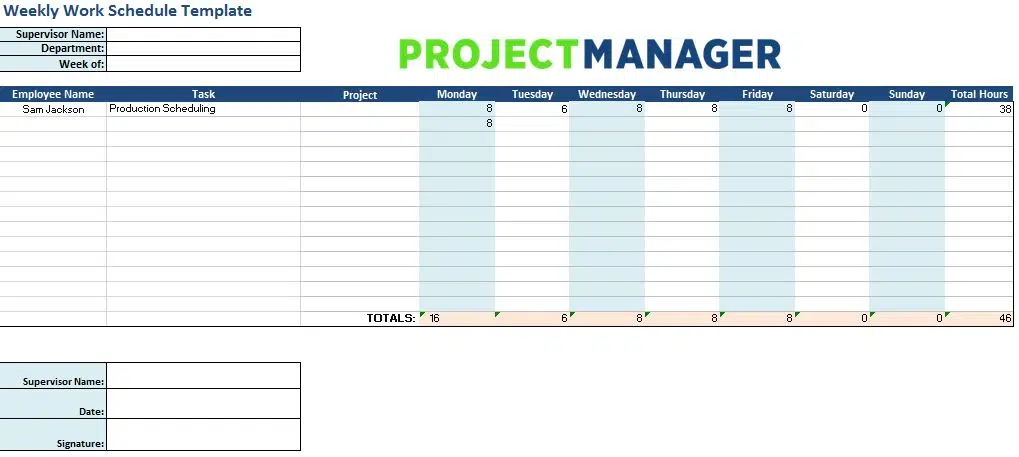 Weekly Work Schedule Template
Supervisor Name:
Department:
Week of:
PROJECTMANAGER
Employee Name Task Project Monday Tuesday Wednesday Thursday Friday Saturday Sunday Total Hours
Sam Jackson Production Scheduling 8 6 8 8 8 0 0 38
8
TOTALS: 16 6 8 8 8 0 0 46
Supervisor Name:
Date:
Signature: